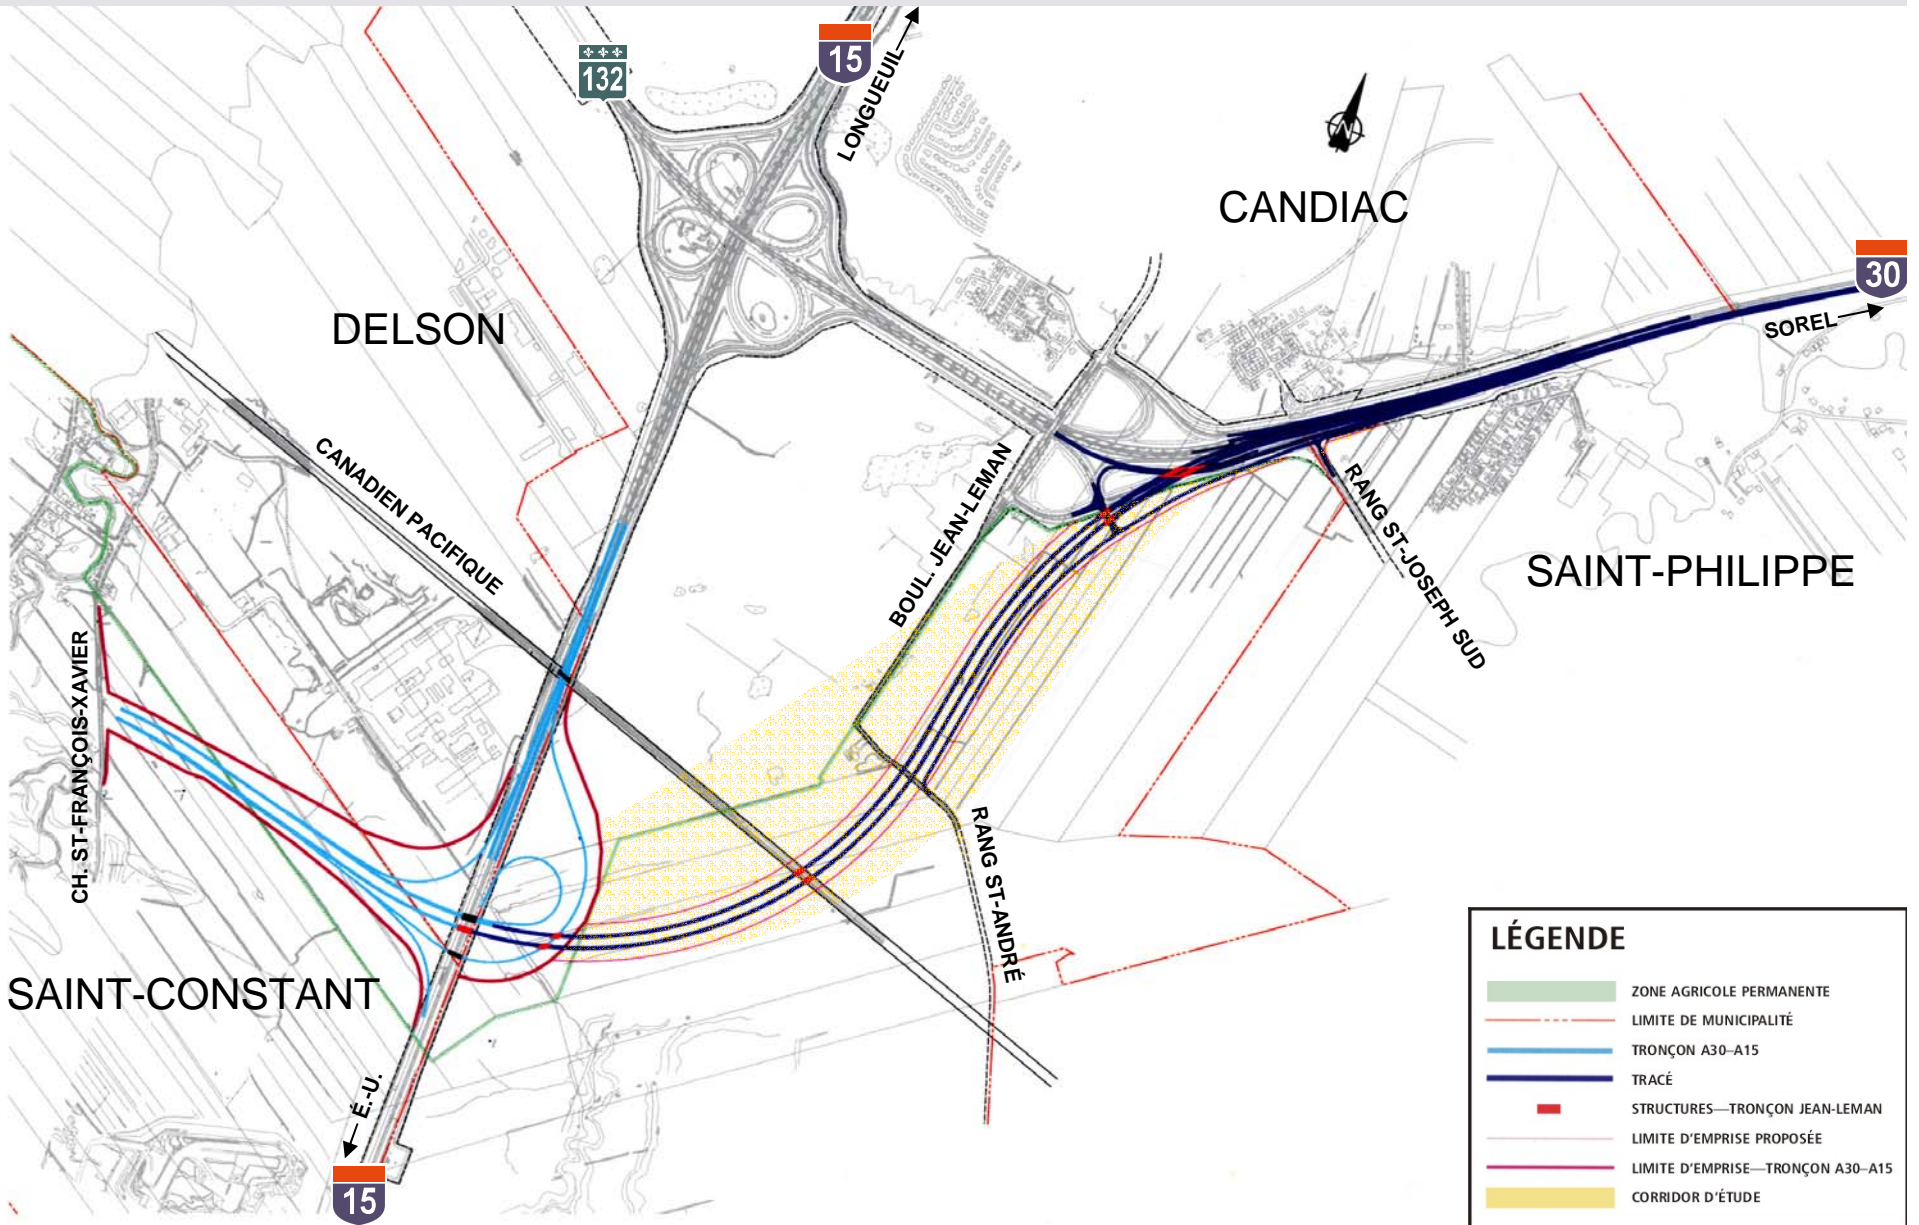 132
15
LONGUEUIL
N
CANDIAC
30
SOREL
DELSON
CANADIEN PACIFIQUE
BOUL. JEAN-LEMAN
RANG ST-JOSEPH SUD
SAINT-PHILIPPE
CH. ST-FRANÇOIS-XAVIER
RANG ST-ANDRÉ
SAINT-CONSTANT
É.-U.
15
LÉGENDE
ZONE AGRICOLE PERMANENTE
LIMITE DE MUNICIPALITÉ
TRONÇON A30–A15
TRACÉ
STRUCTURES—TRONÇON JEAN-LEMAN
LIMITE D'EMPRISE PROPOSÉE
LIMITE D'EMPRISE—TRONÇON A30–A15
CORRIDOR D'ÉTUDE